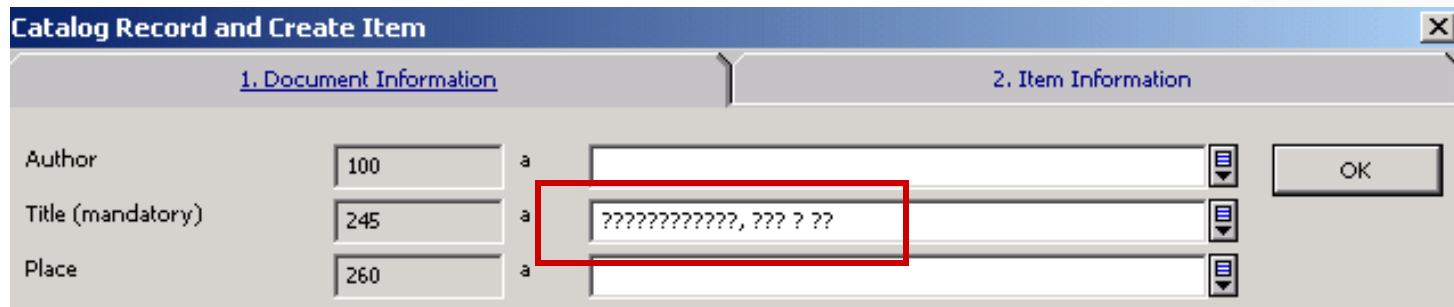 Catalog Record and Create Item
1. Document Information 2. Item Information
Author 100 a OK
Title (mandatory) 245 a ????????????, ??? ? ??
Place 260 a